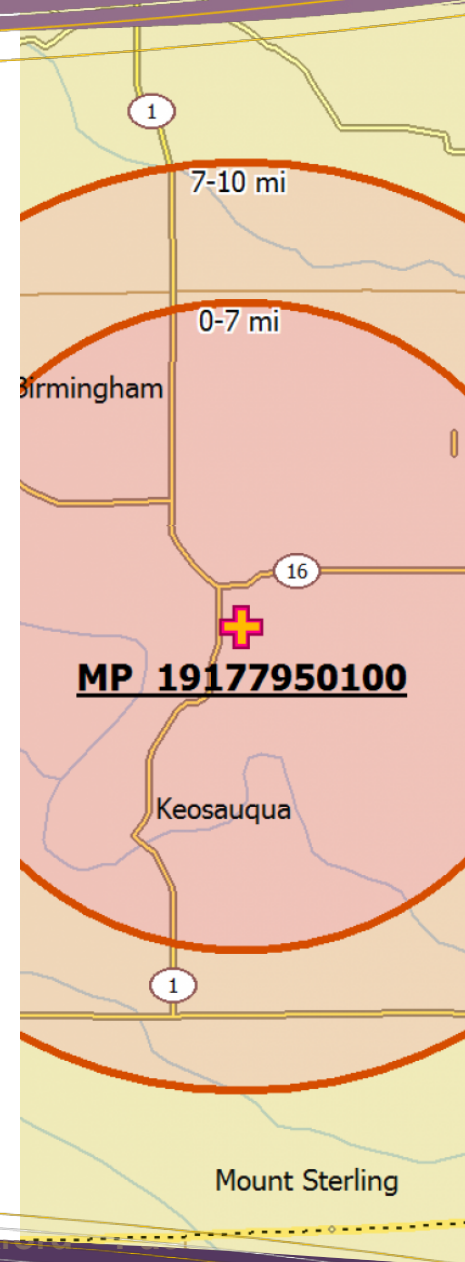 1
7-10 mi
0-7 mi
Birmingham
16
MP 19177950100
Keosauqua
1
Mount Sterling